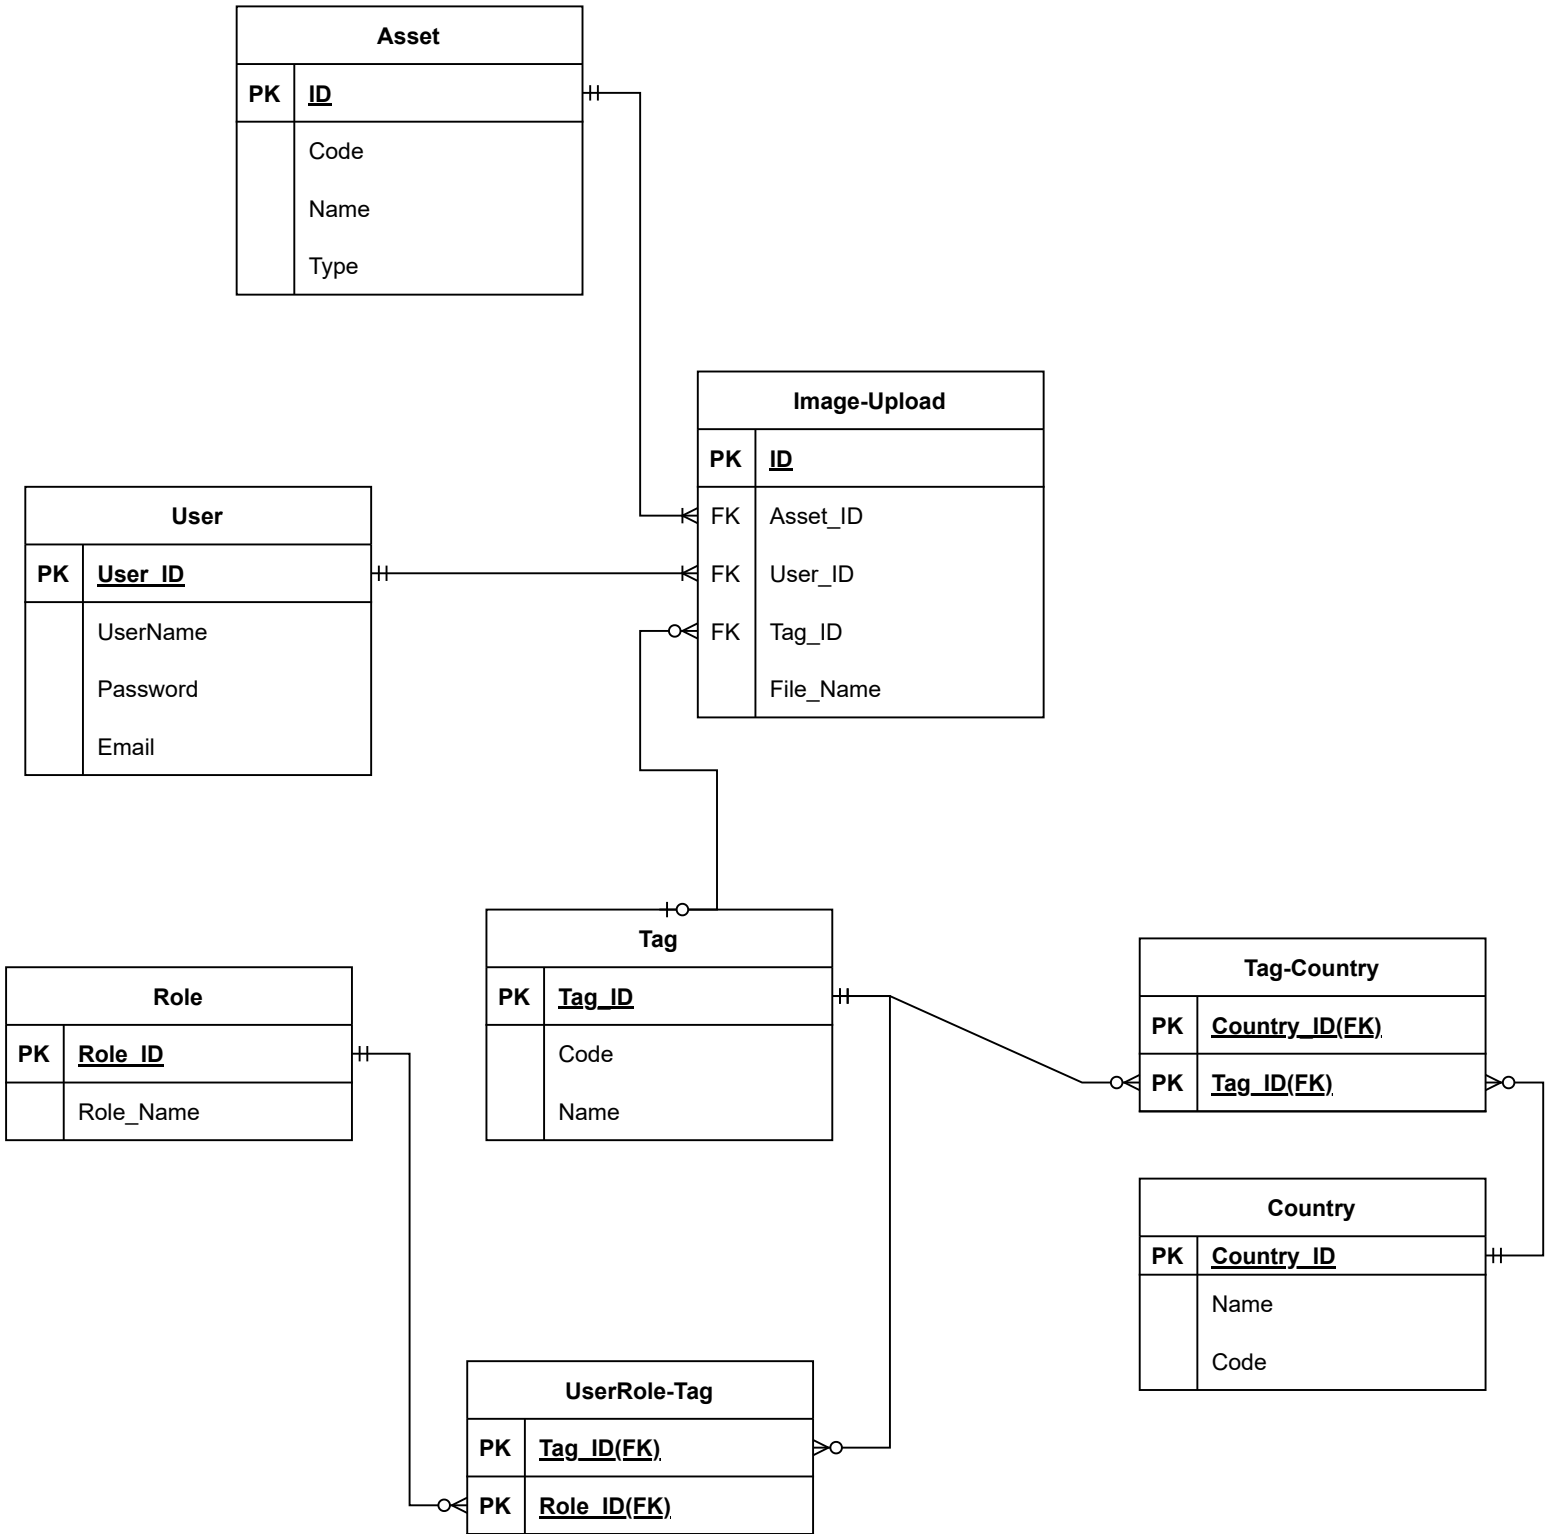 Asset
PK ID
Code
Name
Type
Image-Upload
PK ID
FK Asset_ID
FK User_ID
FK Tag_ID
File_Name
User
PK User_ID
UserName
Password
Email
Tag
PK Tag_ID
Code
Name
Role
PK Role_ID
Role_Name
Tag-Country
PK Country_ID(FK)
PK Tag_ID(FK)
Country
PK Country_ID
Name
Code
UserRole-Tag
PK Tag_ID(FK)
PK Role_ID(FK)